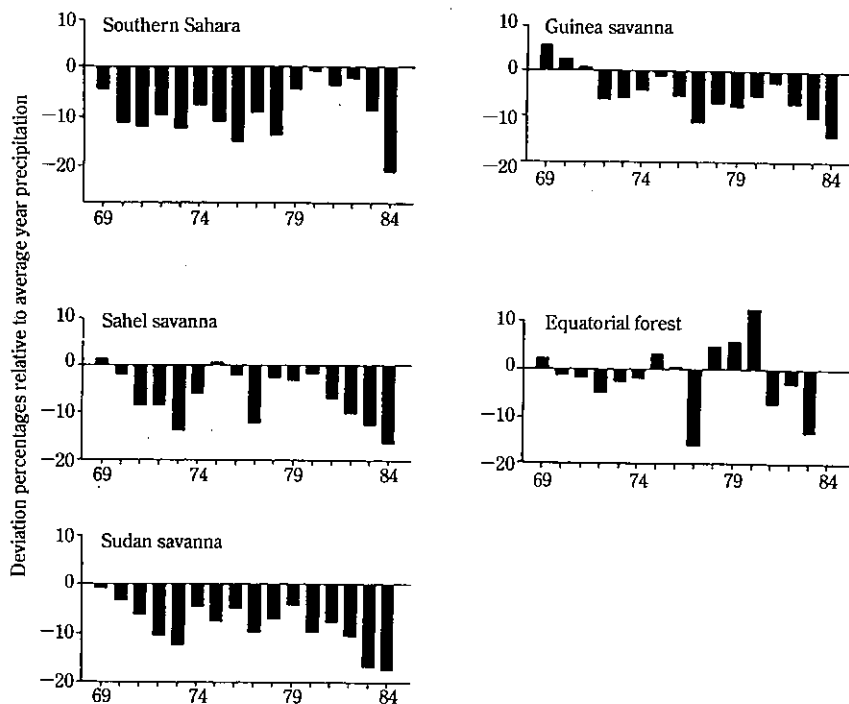 Deviation percentages relative to average year precipitation
Southern Sahara
10
0
−10
−20
69 74 79 84
Guinea savanna
10
0
−10
−20
69 74 79 84
Sahel savanna
10
0
−10
−20
69 74 79 84
Equatorial forest
10
0
−10
−20
69 74 79 84
Sudan savanna
10
0
−10
−20
69 74 79 84